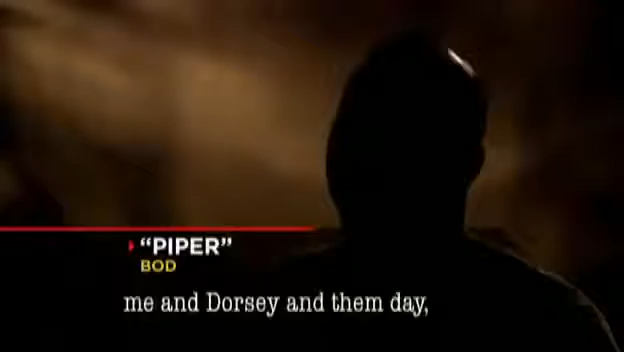 “PIPER”
BOD
me and Dorsey and them day,